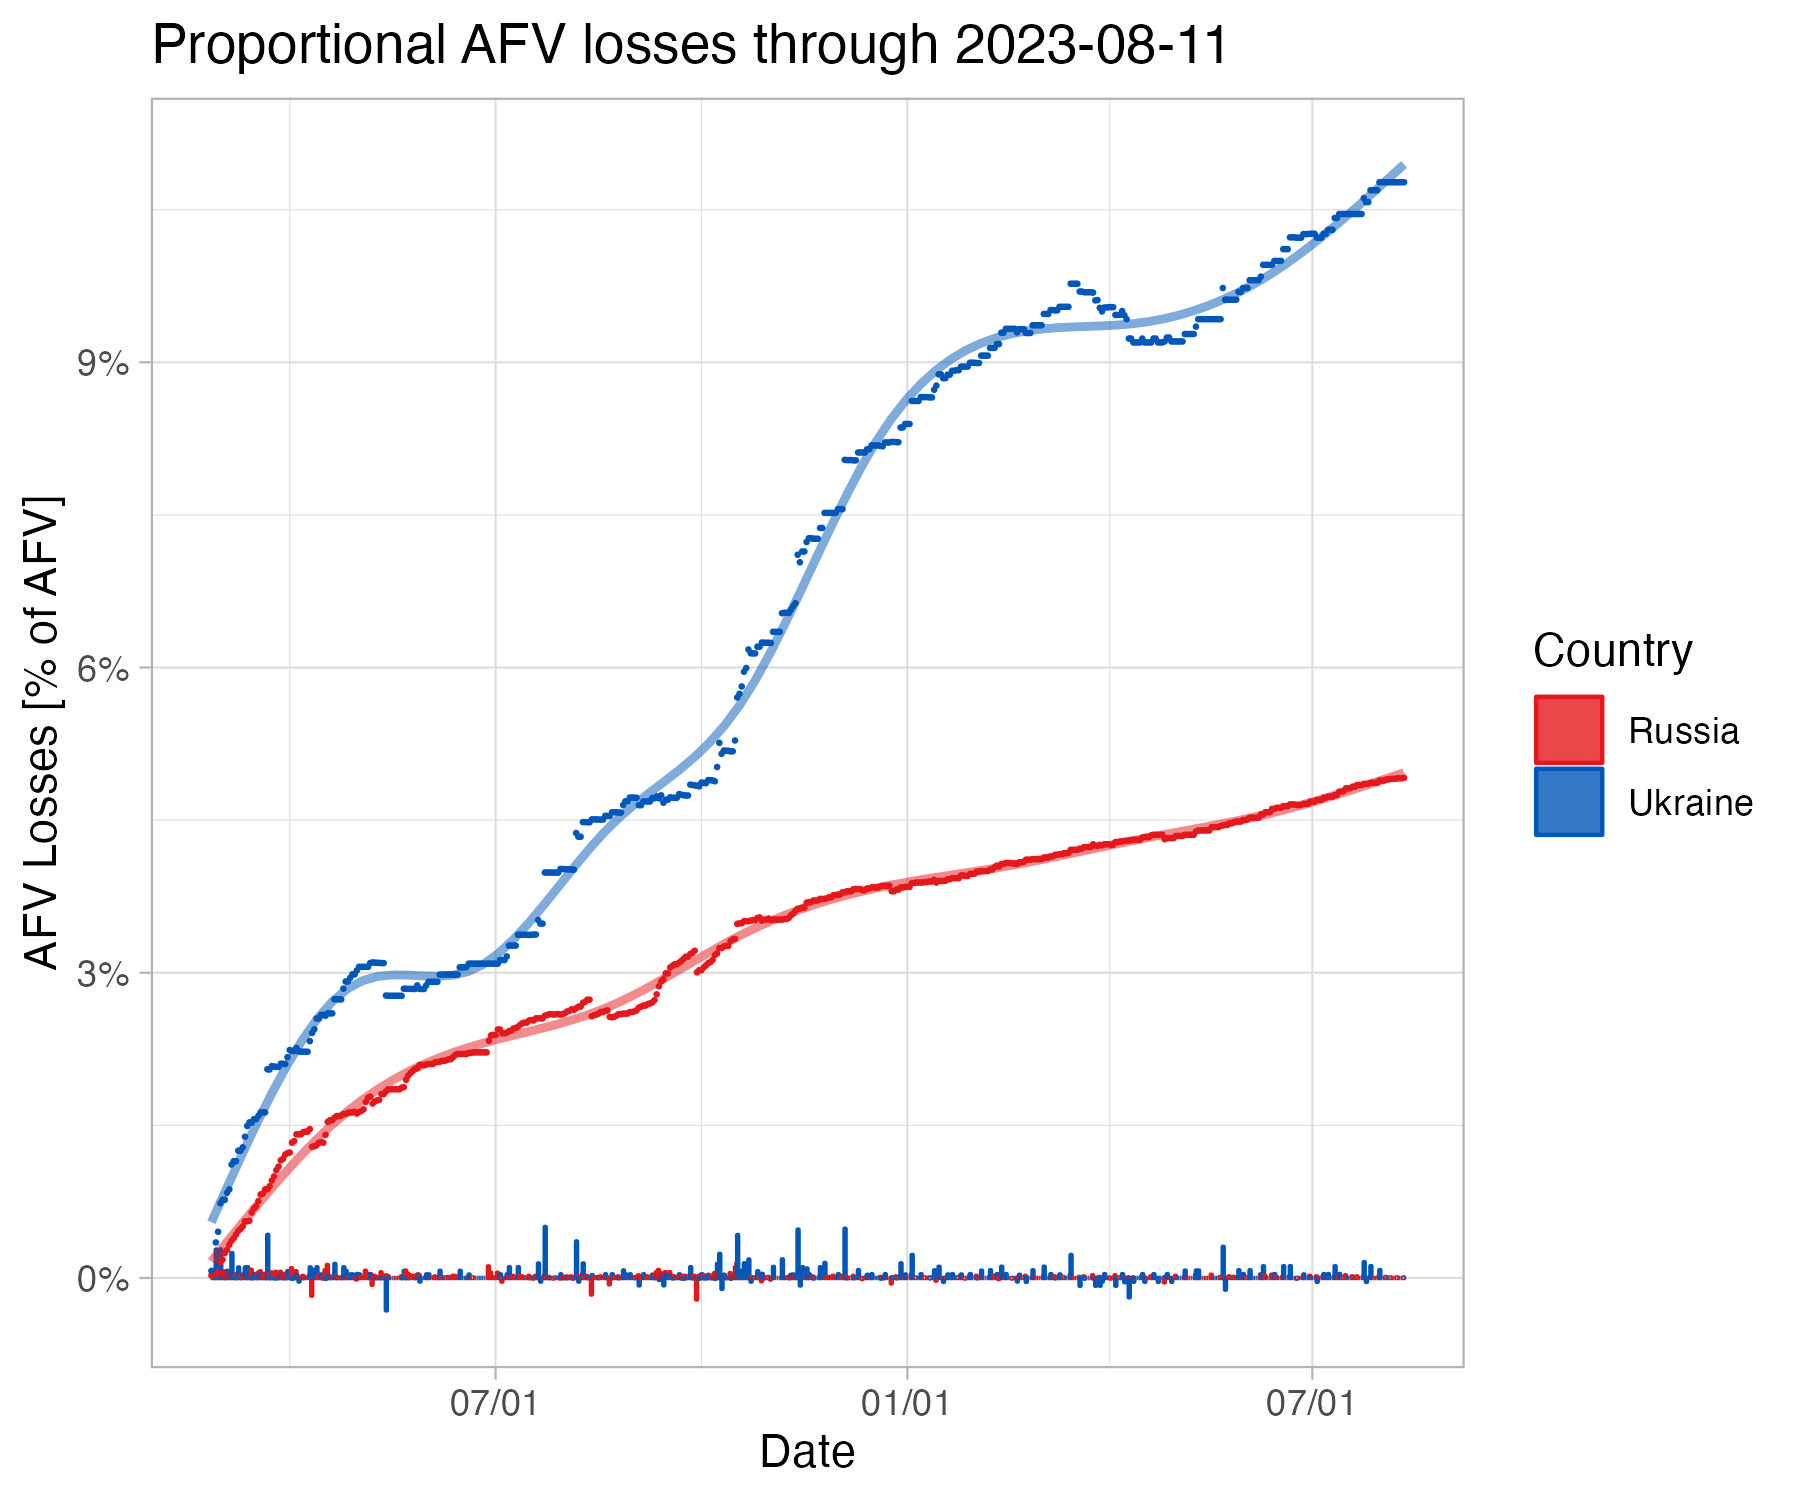 Proportional AFV losses through 2023-08-11
AFV Losses [% of AFV]
9%
6%
3%
0%
07/01
01/01
07/01
Date
Country
Russia
Ukraine